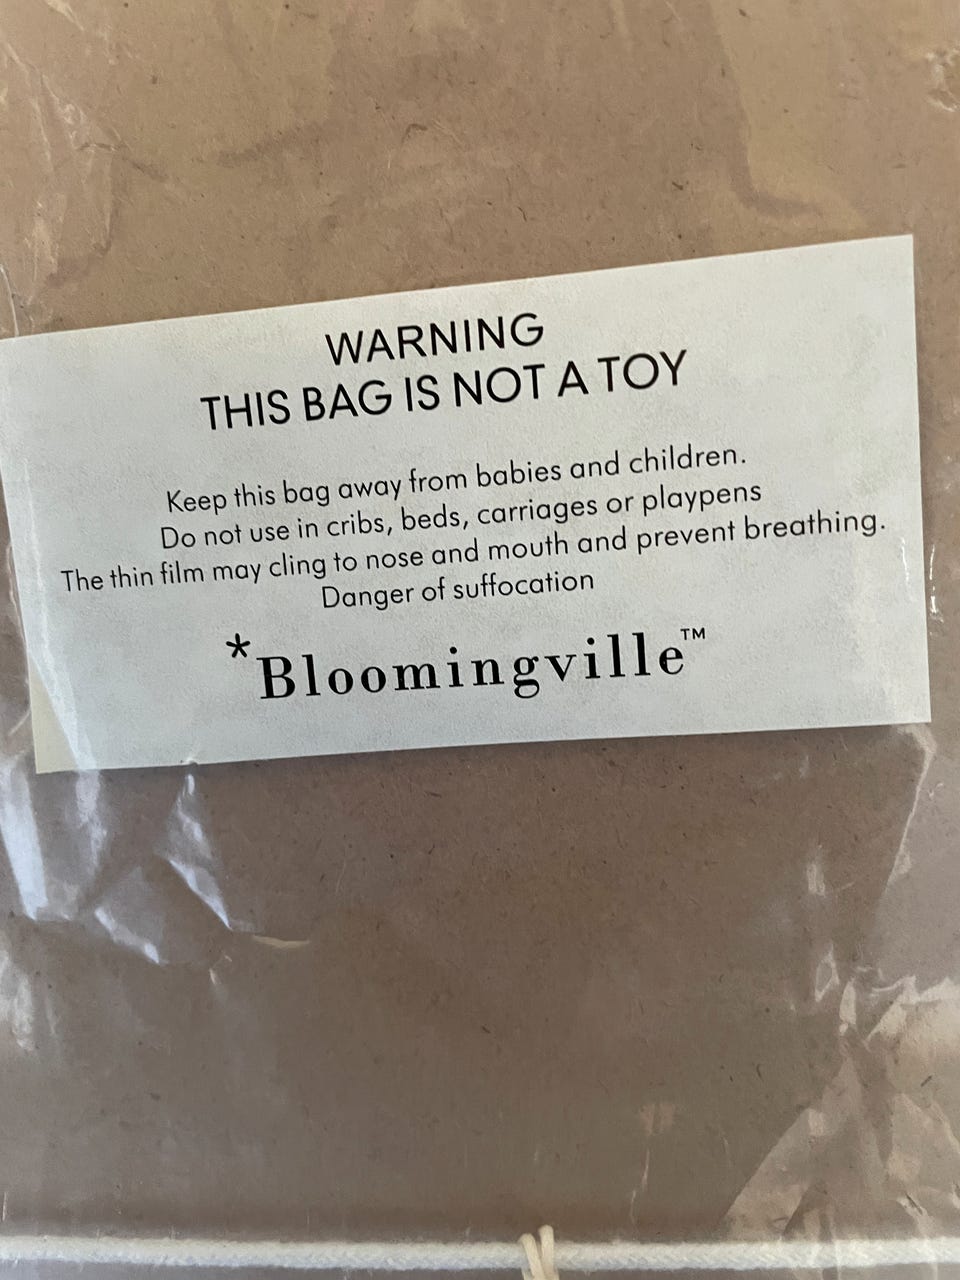 WARNING
THIS BAG IS NOT A TOY
Keep this bag away from babies and children.
Do not use in cribs, beds, carriages or playpens
The thin film may cling to nose and mouth and prevent breathing.
Danger of suffocation
*Bloomingville™